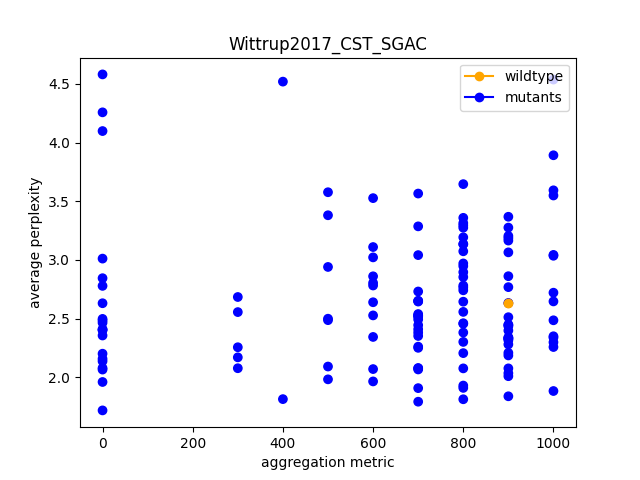 Wittrup2017_CST_SGAC
wildtype
mutants
4.5
4.0
3.5
3.0
2.5
2.0
average perplexity
0
200
400
600
800
1000
aggregation metric